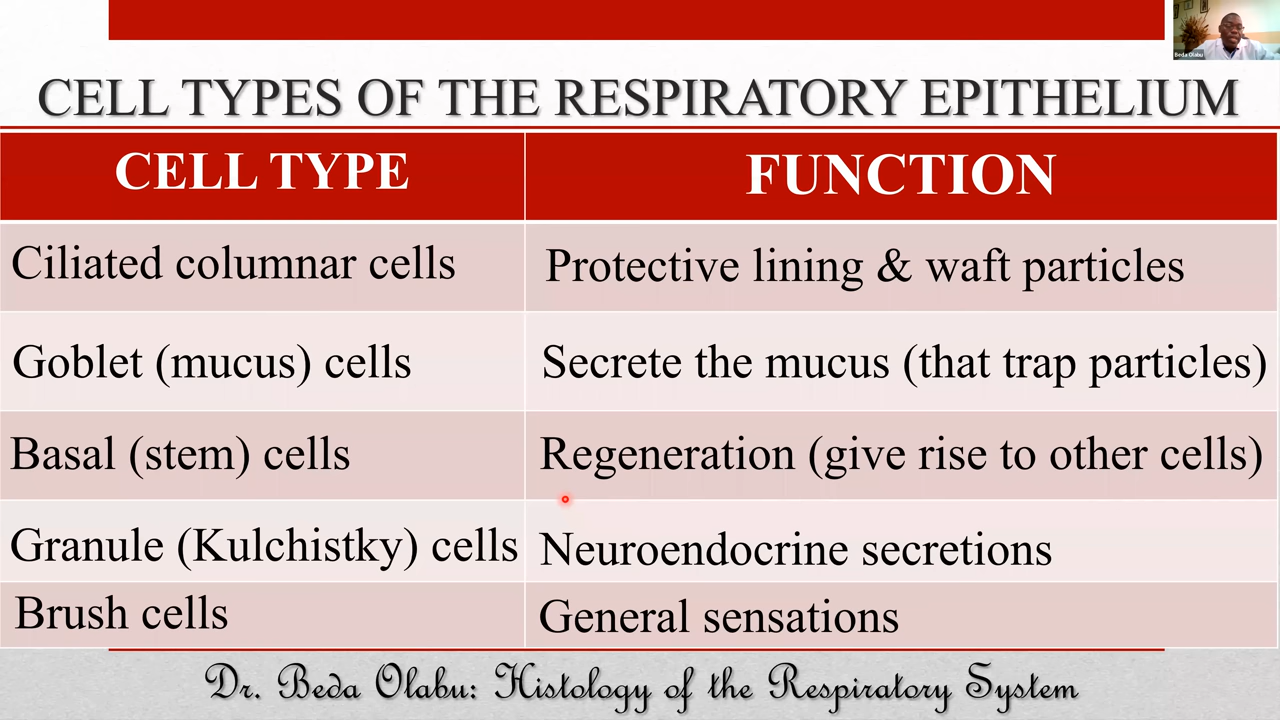 Beda Olabu
CELL TYPES OF THE RESPIRATORY EPITHELIUM
CELL TYPE FUNCTION
Ciliated columnar cells Protective lining & waft particles
Goblet (mucus) cells Secrete the mucus (that trap particles)
Basal (stem) cells Regeneration (give rise to other cells)
Granule (Kulchistky) cells Neuroendocrine secretions
Brush cells General sensations
Dr. Beda Olabu: Histology of the Respiratory System